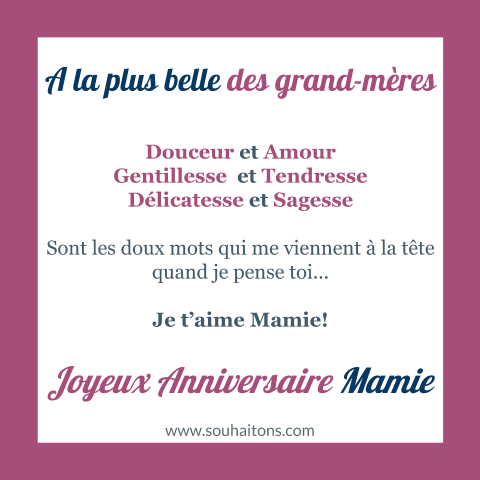 A la plus belle des grand-mères
Douceur et Amour
Gentillesse et Tendresse
Délicatesse et Sagesse
Sont les doux mots qui me viennent à la tête
quand je pense toi...
Je t'aime Mamie!
Joyeux Anniversaire Mamie
www.souhaitons.com